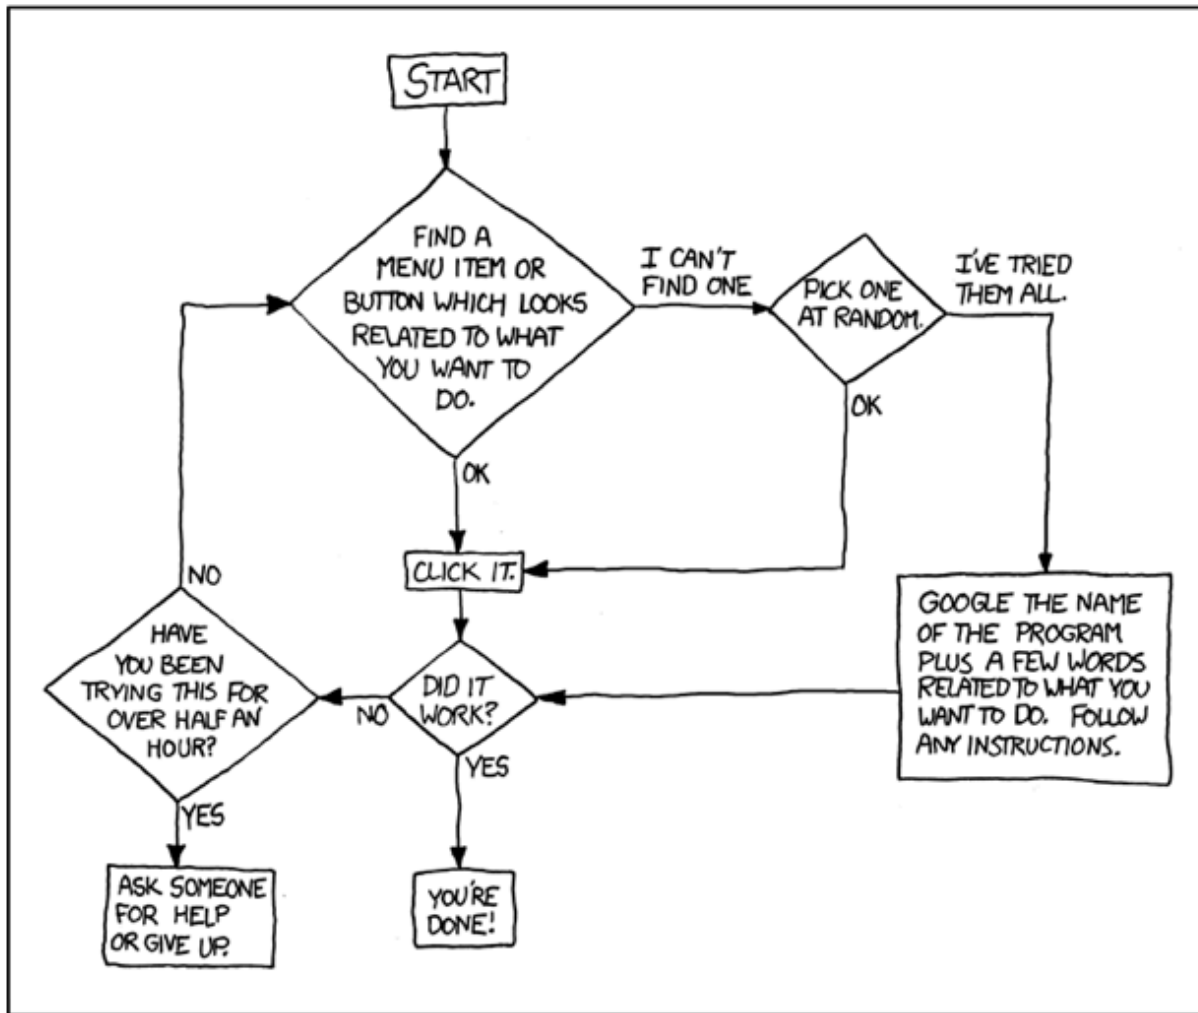 START
FIND A
MENU ITEM OR
BUTTON WHICH LOOKS
RELATED TO WHAT
YOU WANT TO
DO.
I CAN'T
FIND ONE
PICK ONE
AT RANDOM.
I'VE TRIED
THEM ALL.
OK
OK
CLICK IT.
NO
GOOGLE THE NAME
OF THE PROGRAM
PLUS A FEW WORDS
RELATED TO WHAT YOU
WANT TO DO. FOLLOW
ANY INSTRUCTIONS.
HAVE
YOU BEEN
TRYING THIS FOR
OVER HALF AN
HOUR?
NO
DID IT
WORK?
YES
YES
ASK SOMEONE
FOR HELP
OR GIVE UP.
YOU'RE
DONE!